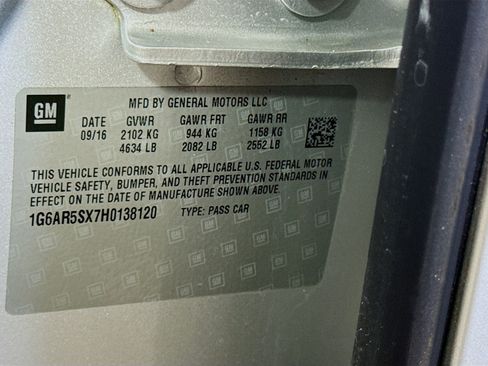 GM
MFD BY GENERAL MOTORS LLC
DATE GVWR GAWR FRT GAWR RR
09/16 2102 KG 944 KG 1158 KG
4634 LB 2082 LB 2552 LB
THIS VEHICLE CONFORMS TO ALL APPLICABLE U.S. FEDERAL MOTOR
VEHICLE SAFETY, BUMPER, AND THEFT PREVENTION STANDARDS IN
EFFECT ON THE DATE OF MANUFACTURE SHOWN ABOVE.
1G6AR5SX7H0138120 TYPE: PASS CAR